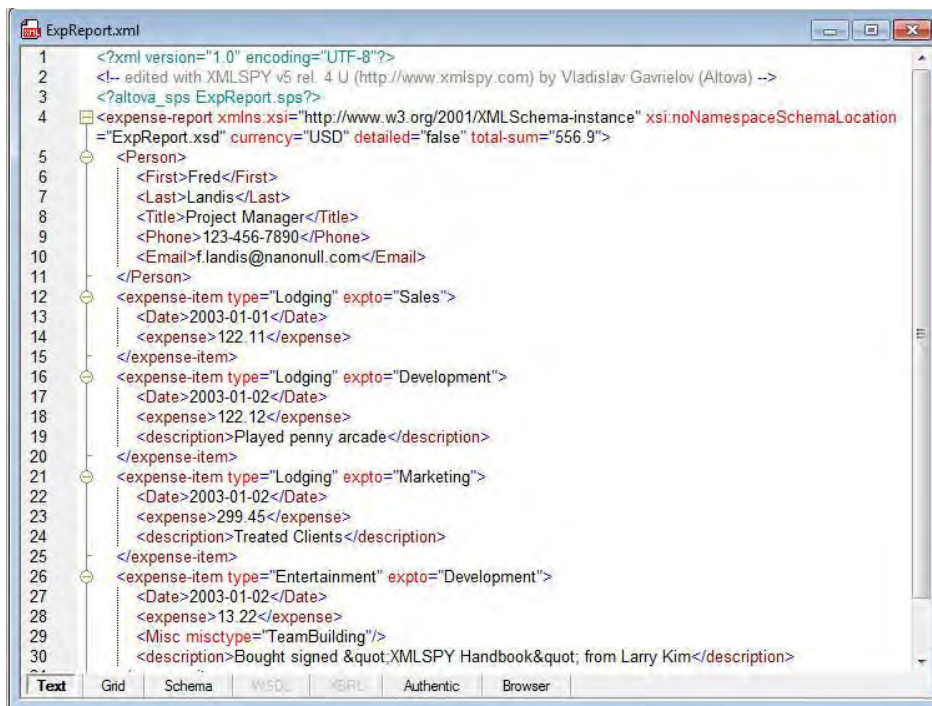 ExpReport.xml
1 <?xml version="1.0" encoding="UTF-8"?>
2 <!-- edited with XMLSPY v5 rel. 4 U (http://www.xmlspy.com) by Vladislav Gavrielov (Altova) -->
3 <?altova_sps ExpReport.sps?>
4 <expense-report xmlns:xsi="http://www.w3.org/2001/XMLSchema-instance" xsi:noNamespaceSchemaLocation
="ExpReport.xsd" currency="USD" detailed="false" total-sum="556.9">
5 <Person>
6 <First>Fred</First>
7 <Last>Landis</Last>
8 <Title>Project Manager</Title>
9 <Phone>123-456-7890</Phone>
10 <Email>f.landis@nanonull.com</Email>
11 </Person>
12 <expense-item type="Lodging" expto="Sales">
13 <Date>2003-01-01</Date>
14 <expense>122.11</expense>
15 </expense-item>
16 <expense-item type="Lodging" expto="Development">
17 <Date>2003-01-02</Date>
18 <expense>122.12</expense>
19 <description>Played penny arcade</description>
20 </expense-item>
21 <expense-item type="Lodging" expto="Marketing">
22 <Date>2003-01-02</Date>
23 <expense>299.45</expense>
24 <description>Treated Clients</description>
25 </expense-item>
26 <expense-item type="Entertainment" expto="Development">
27 <Date>2003-01-02</Date>
28 <expense>13.22</expense>
29 <Misc misctype="TeamBuilding"/>
30 <description>Bought signed &quot;XMLSPY Handbook&quot; from Larry Kim</description>
Text Grid Schema WSDL XBRL Authentic Browser